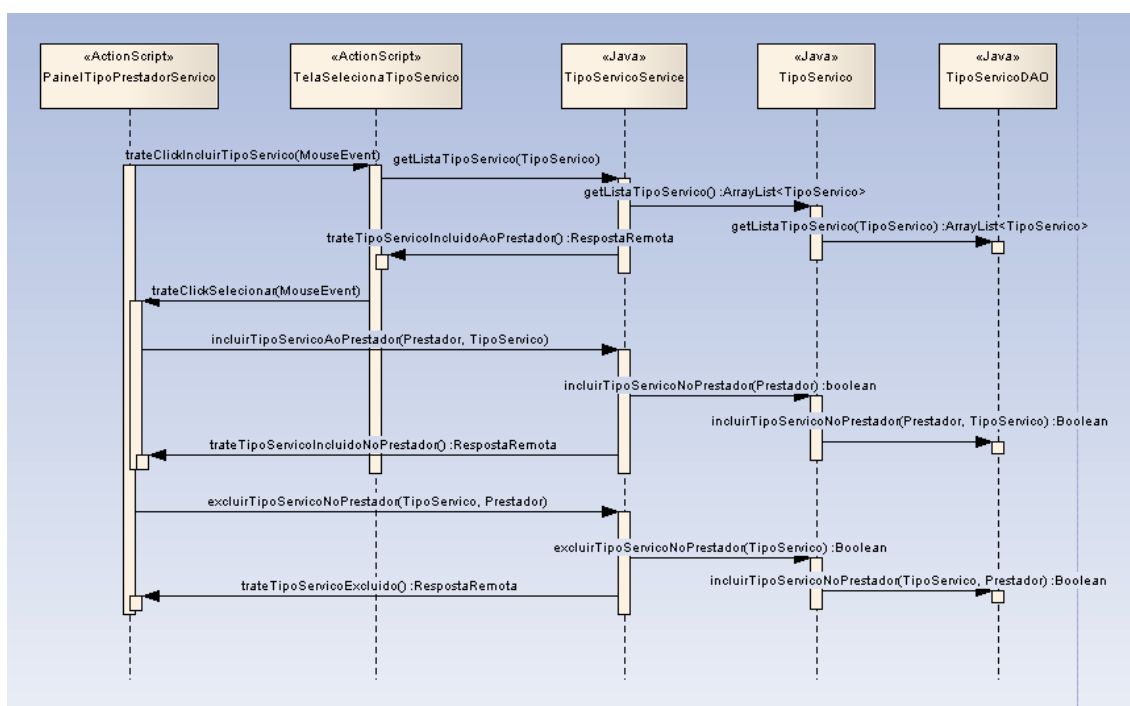 «ActionScript»
PainelTipoPrestadorServico
«ActionScript»
TelaSelecionaTipoServico
«Java»
TipoServicoService
«Java»
TipoServico
«Java»
TipoServicoDAO
trateClickIncluirTipoServico(MouseEvent)
getListaTipoServico(TipoServico)
getListaTipoServico() :ArrayList<TipoServico>
getListaTipoServico(TipoServico) :ArrayList<TipoServico>
trateTipoServicoIncluidoAoPrestador() :RespostaRemota
trateClickSelecionar(MouseEvent)
incluirTipoServicoAoPrestador(Prestador, TipoServico)
incluirTipoServicoNoPrestador(Prestador) :boolean
incluirTipoServicoNoPrestador(Prestador, TipoServico) :Boolean
trateTipoServicoIncluidoNoPrestador() :RespostaRemota
excluirTipoServicoNoPrestador(TipoServico, Prestador)
excluirTipoServicoNoPrestador(TipoServico) :Boolean
incluirTipoServicoNoPrestador(TipoServico, Prestador) :Boolean
trateTipoServicoExcluido() :RespostaRemota